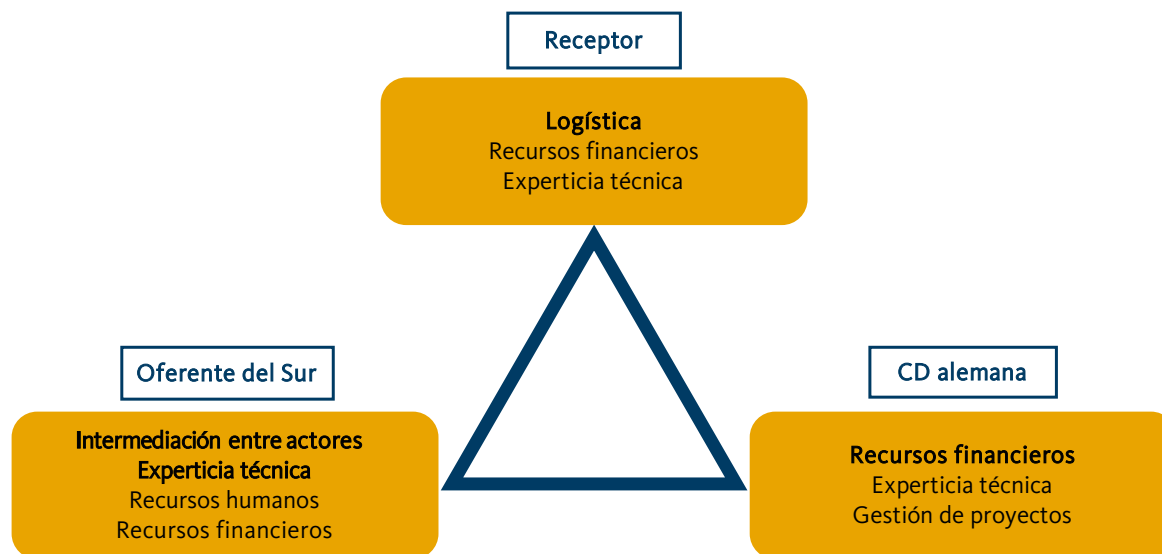 Receptor
Logística
Recursos financieros
Experticia técnica
Oferente del Sur
Intermediación entre actores
Experticia técnica
Recursos humanos
Recursos financieros
CD alemana
Recursos financieros
Experticia técnica
Gestión de proyectos